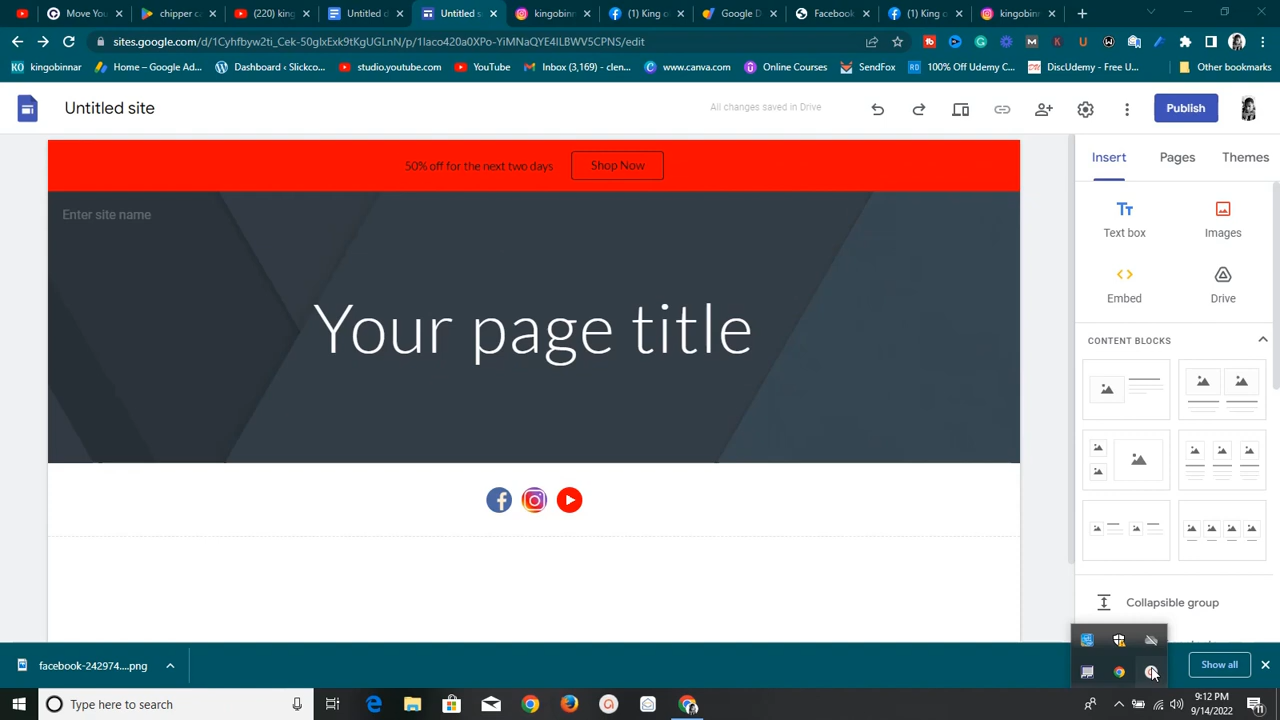 Move You
chipper ca
(220) king
Untitled d
Untitled s
kingobinn
(1) King o
Google D
Facebook
(1) King o
kingobinn
sites.google.com/d/1Cyhfbyw2ti_Cek-50glxExk9tKgUGLnN/p/1Iaco420a0XPo-YiMNaQYE4ILBWV5CPNS/edit
kingobinnar
Home – Google Ad...
Dashboard ‹ Slickco...
studio.youtube.com
YouTube
Inbox (3,169) - clen...
www.canva.com
Online Courses
SendFox
100% Off Udemy C...
DiscUdemy - Free U...
Other bookmarks
Untitled site
All changes saved in Drive
Publish
50% off for the next two days
Shop Now
Enter site name
Your page title
Insert
Pages
Themes
Text box
Images
Embed
Drive
CONTENT BLOCKS
Collapsible group
facebook-242974....png
Show all
Type here to search
9:12 PM
9/14/2022